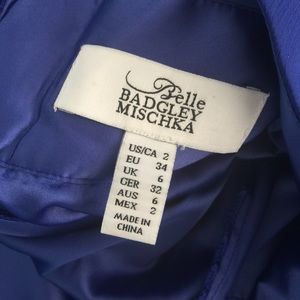 Belle
BADGLEY
MISCHKA
US/CA 2
EU 34
UK 6
GER 32
AUS 6
MEX 2
MADE IN
CHINA